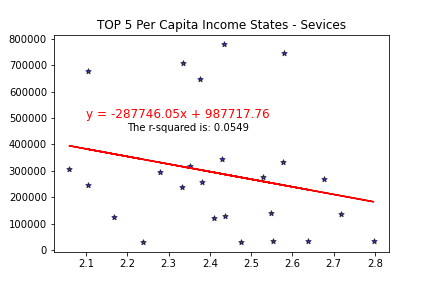 TOP 5 Per Capita Income States - Sevices
800000
700000
600000
500000
400000
300000
200000
100000
0
y = -287746.05x + 987717.76
The r-squared is: 0.0549
2.1 2.2 2.3 2.4 2.5 2.6 2.7 2.8